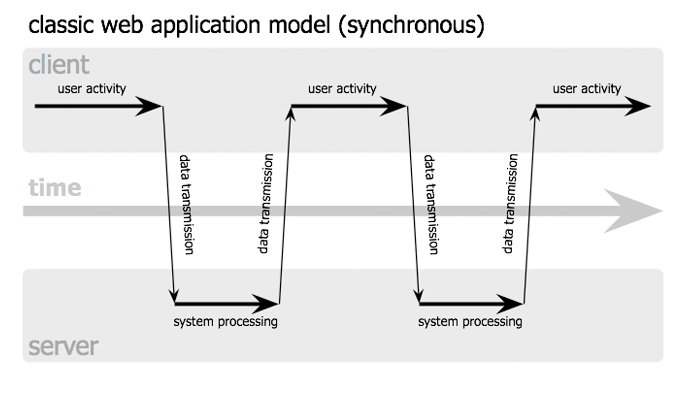 classic web application model (synchronous)
client
user activity
user activity
user activity
data transmission
data transmission
data transmission
data transmission
time
system processing
system processing
server